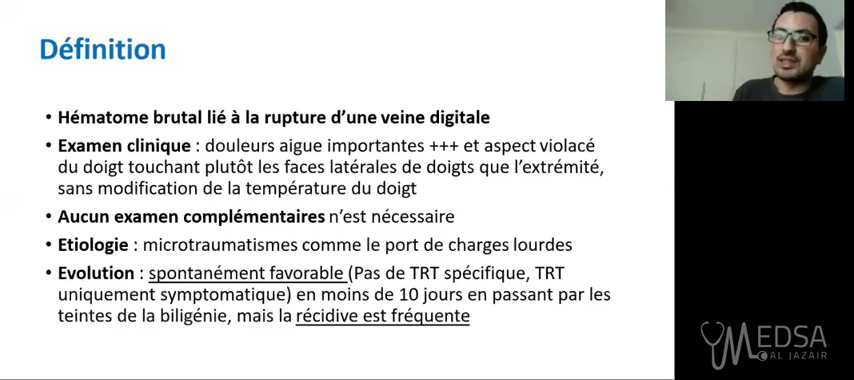 Définition
• Hématome brutal lié à la rupture d'une veine digitale
• Examen clinique : douleurs aigue importantes +++ et aspect violacé
du doigt touchant plutôt les faces latérales de doigts que l'extrémité,
sans modification de la température du doigt
• Aucun examen complémentaires n'est nécessaire
• Etiologie : microtraumatismes comme le port de charges lourdes
• Evolution : spontanément favorable (Pas de TRT spécifique, TRT
uniquement symptomatique) en moins de 10 jours en passant par les
teintes de la biligénie, mais la récidive est fréquente
MEDSA
AL JAZAIR